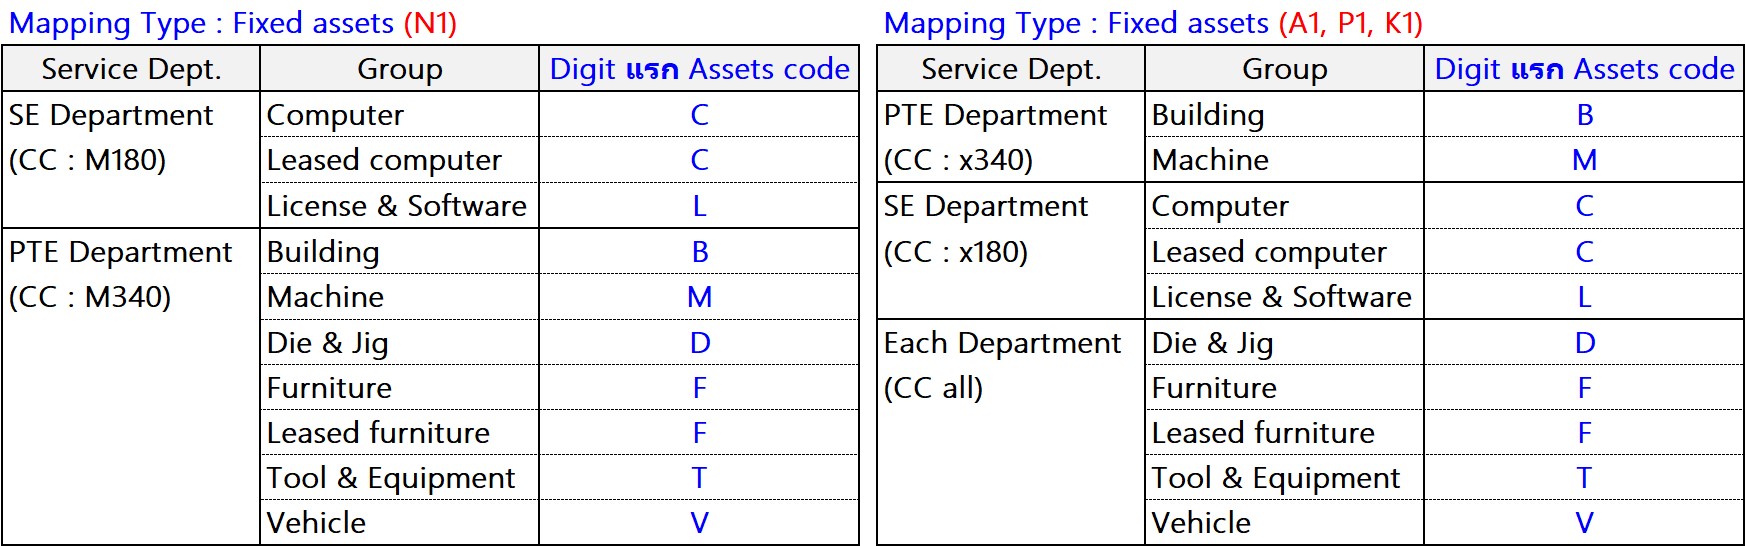 Mapping Type : Fixed assets (N1)
Service Dept. Group Digit แรก Assets code
SE Department Computer C
(CC : M180) Leased computer C
License & Software L
PTE Department Building B
(CC : M340) Machine M
Die & Jig D
Furniture F
Leased furniture F
Tool & Equipment T
Vehicle V
Mapping Type : Fixed assets (A1, P1, K1)
Service Dept. Group Digit แรก Assets code
PTE Department Building B
(CC : x340) Machine M
SE Department Computer C
(CC : x180) Leased computer C
License & Software L
Each Department Die & Jig D
(CC all) Furniture F
Leased furniture F
Tool & Equipment T
Vehicle V